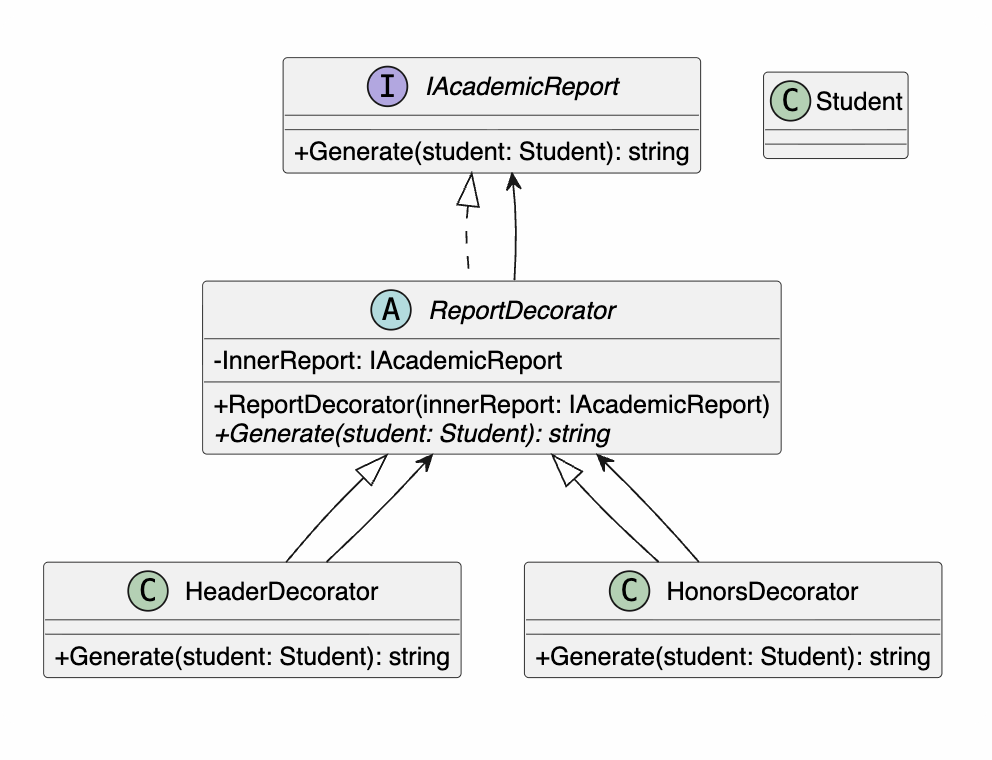 I IAcademicReport
+Generate(student: Student): string
C Student
A ReportDecorator
-InnerReport: IAcademicReport
+ReportDecorator(innerReport: IAcademicReport)
+Generate(student: Student): string
C HeaderDecorator
+Generate(student: Student): string
C HonorsDecorator
+Generate(student: Student): string